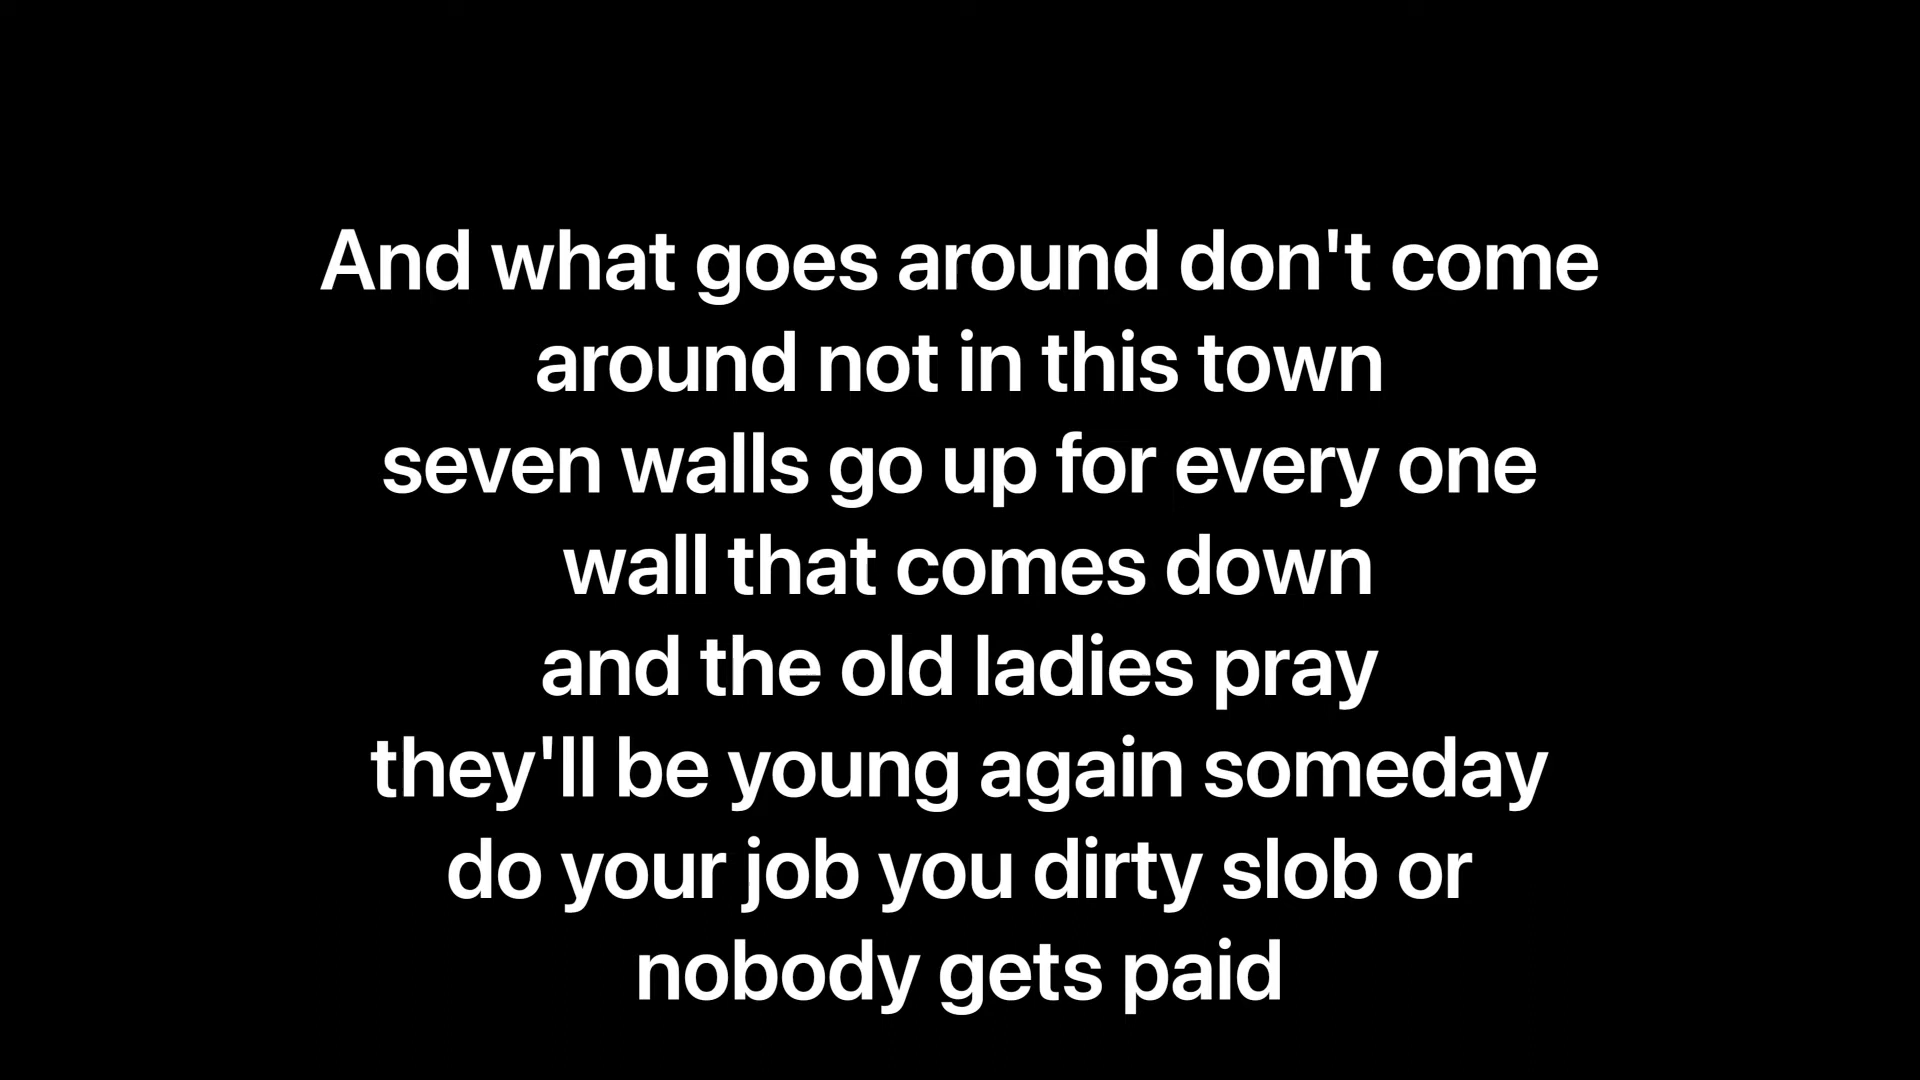 And what goes around don't come
around not in this town
seven walls go up for every one
wall that comes down
and the old ladies pray
they'll be young again someday
do your job you dirty slob or
nobody gets paid